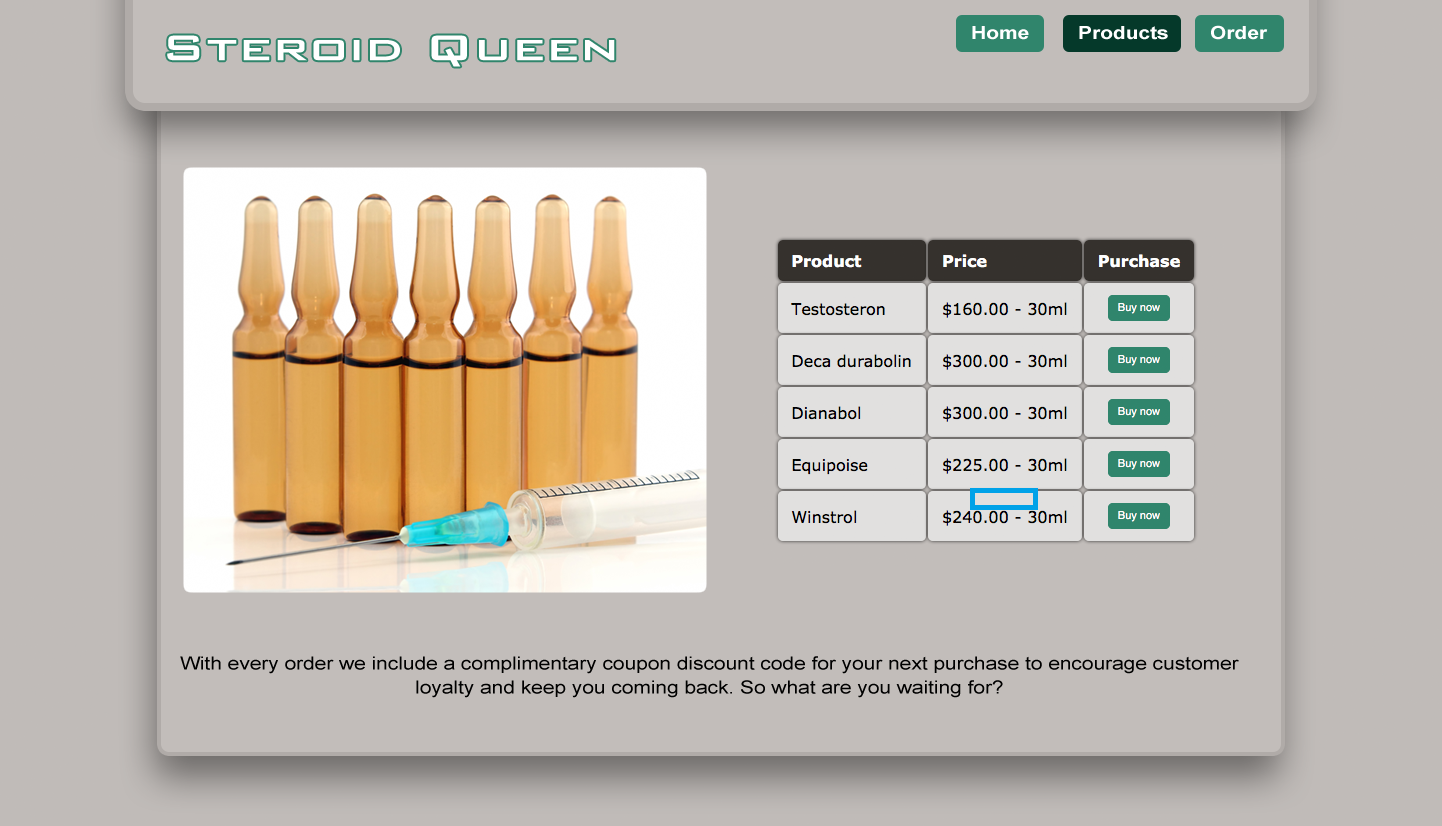 Steroid Queen
Home Products Order
Product Price Purchase
Testosteron $160.00 - 30ml Buy now
Deca durabolin $300.00 - 30ml Buy now
Dianabol $300.00 - 30ml Buy now
Equipoise $225.00 - 30ml Buy now
Winstrol $240.00 - 30ml Buy now
With every order we include a complimentary coupon discount code for your next purchase to encourage customer
loyalty and keep you coming back. So what are you waiting for?